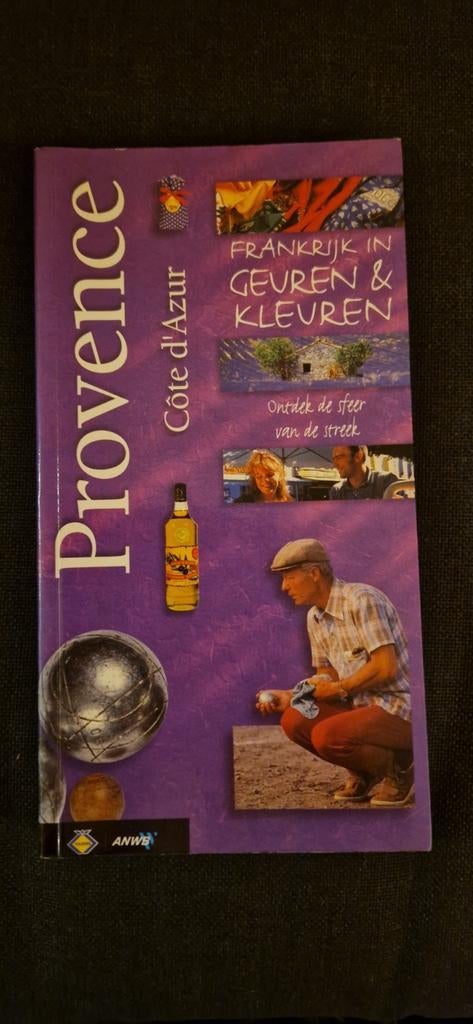 Provence
Côte d'Azur
FRANKRIJK IN
GEUREN &
KLEUREN
Ontdek de sfeer
van de streek
ANWB